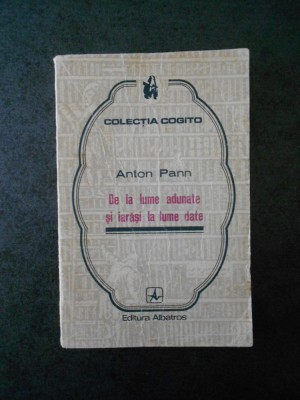 COLECȚIA COGITO
Anton Pann
De la lume adunate
și iarăși la lume date
A
Editura Albatros